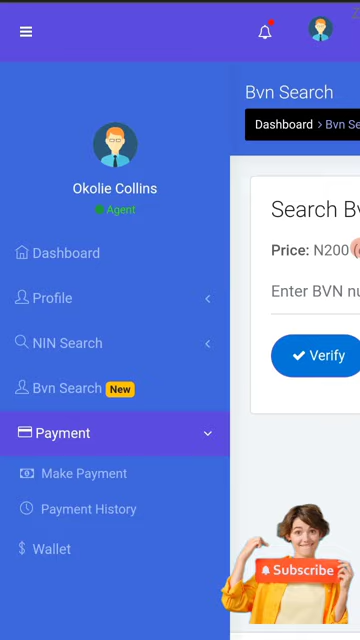 Bvn Search
Dashboard > Bvn Se
Okolie Collins
Agent
Dashboard
Profile
NIN Search
Bvn Search New
Payment
Make Payment
Payment History
$ Wallet
Search Bv
Price: N200 (
Enter BVN nu
Verify
Subscribe